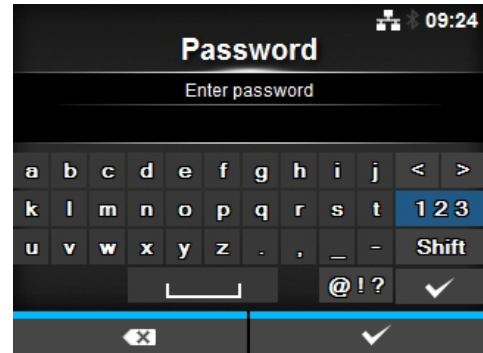 09:24
Password
Enter password
a b c d e f g h i j < >
k l m n o p q r s t 123
u v w x y z . , _ - Shift
@!?